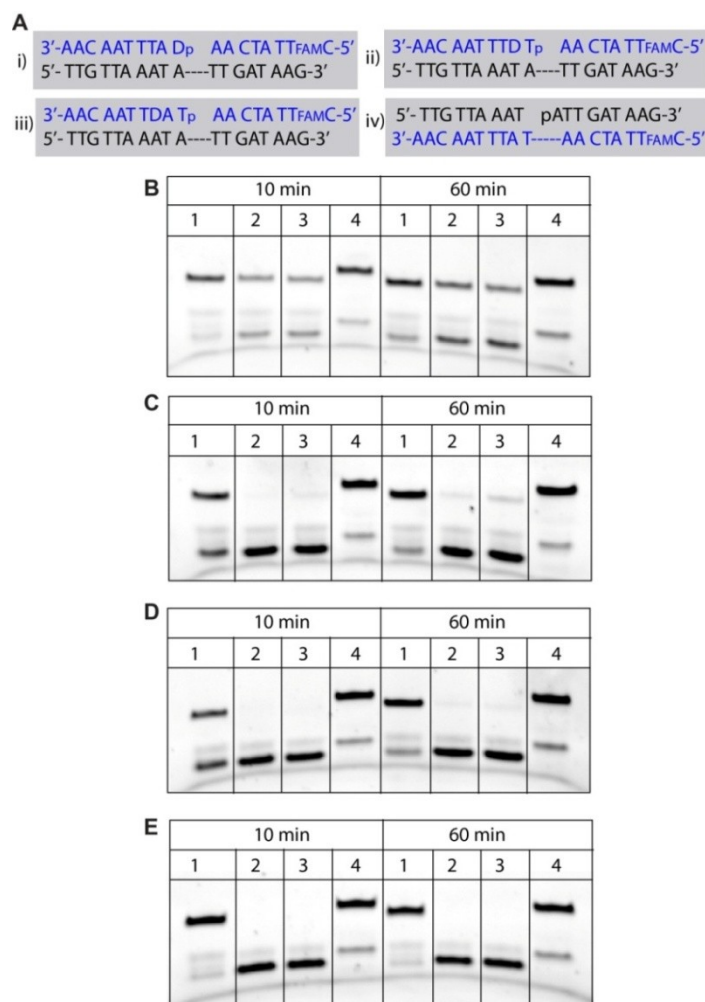 A
i) 3'-AAC AAT TTA Dp AA CTA TTFAMC-5'
5'- TTG TTA AAT A----TT GAT AAG-3'
ii) 3'-AAC AAT TTD Tp AA CTA TTFAMC-5'
5'- TTG TTA AAT A----TT GAT AAG-3'
iii) 3'-AAC AAT TDA Tp AA CTA TTFAMC-5'
5'- TTG TTA AAT A----TT GAT AAG-3'
iv) 5'- TTG TTA AAT pATT GAT AAG-3'
3'-AAC AAT TTA T-----AA CTA TTFAMC-5'
B
10 min 60 min
1 2 3 4 1 2 3 4
C
10 min 60 min
1 2 3 4 1 2 3 4
D
10 min 60 min
1 2 3 4 1 2 3 4
E
10 min 60 min
1 2 3 4 1 2 3 4